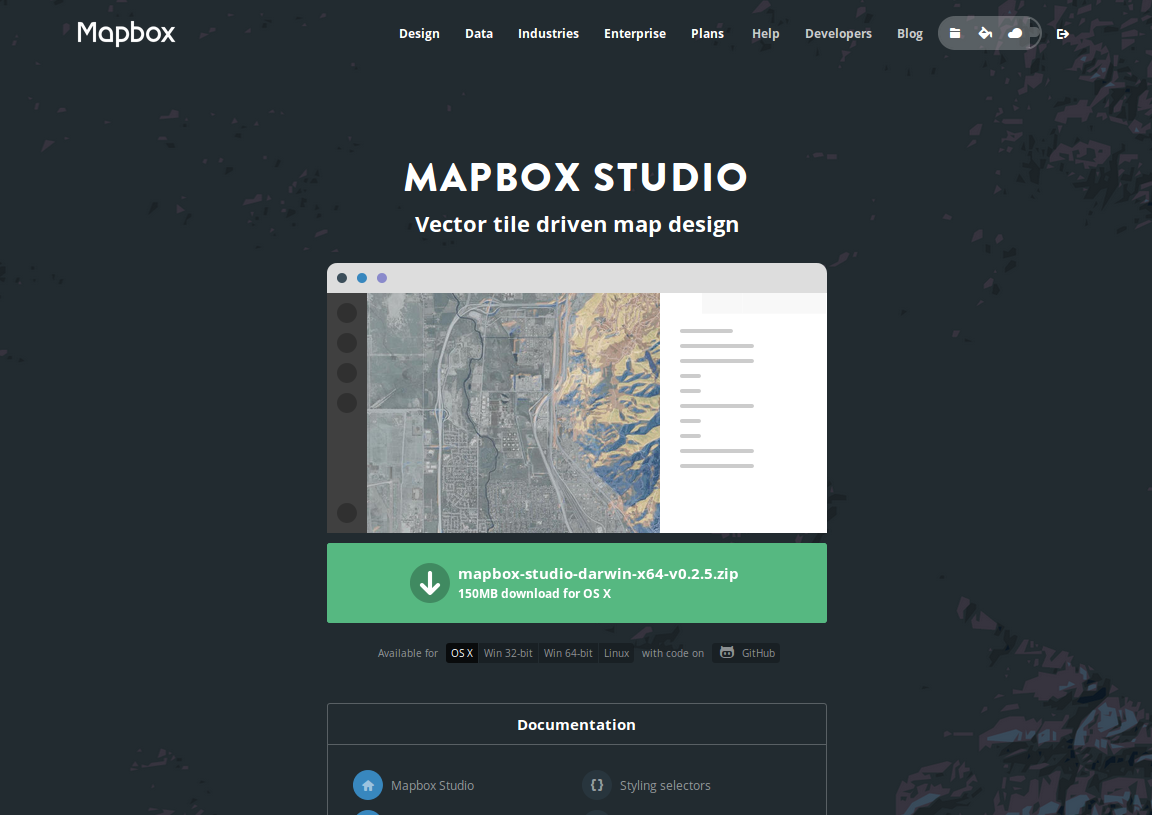 Mapbox
Design Data Industries Enterprise Plans Help Developers Blog
MAPBOX STUDIO
Vector tile driven map design
mapbox-studio-darwin-x64-v0.2.5.zip
150MB download for OS X
Available for OS X Win 32-bit Win 64-bit Linux with code on GitHub
Documentation
Mapbox Studio {} Styling selectors